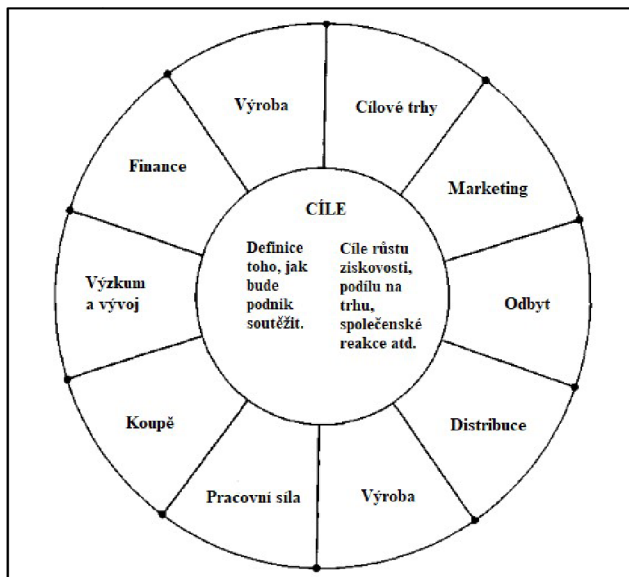 Výroba
Cílové trhy
Finance
Marketing
CÍLE
Definice
toho, jak
bude
podnik
soutěžit.
Cíle růstu
ziskovosti,
podílu na
trhu,
společenské
reakce atd.
Výzkum
a vývoj
Odbyt
Koupě
Distribuce
Pracovní síla
Výroba